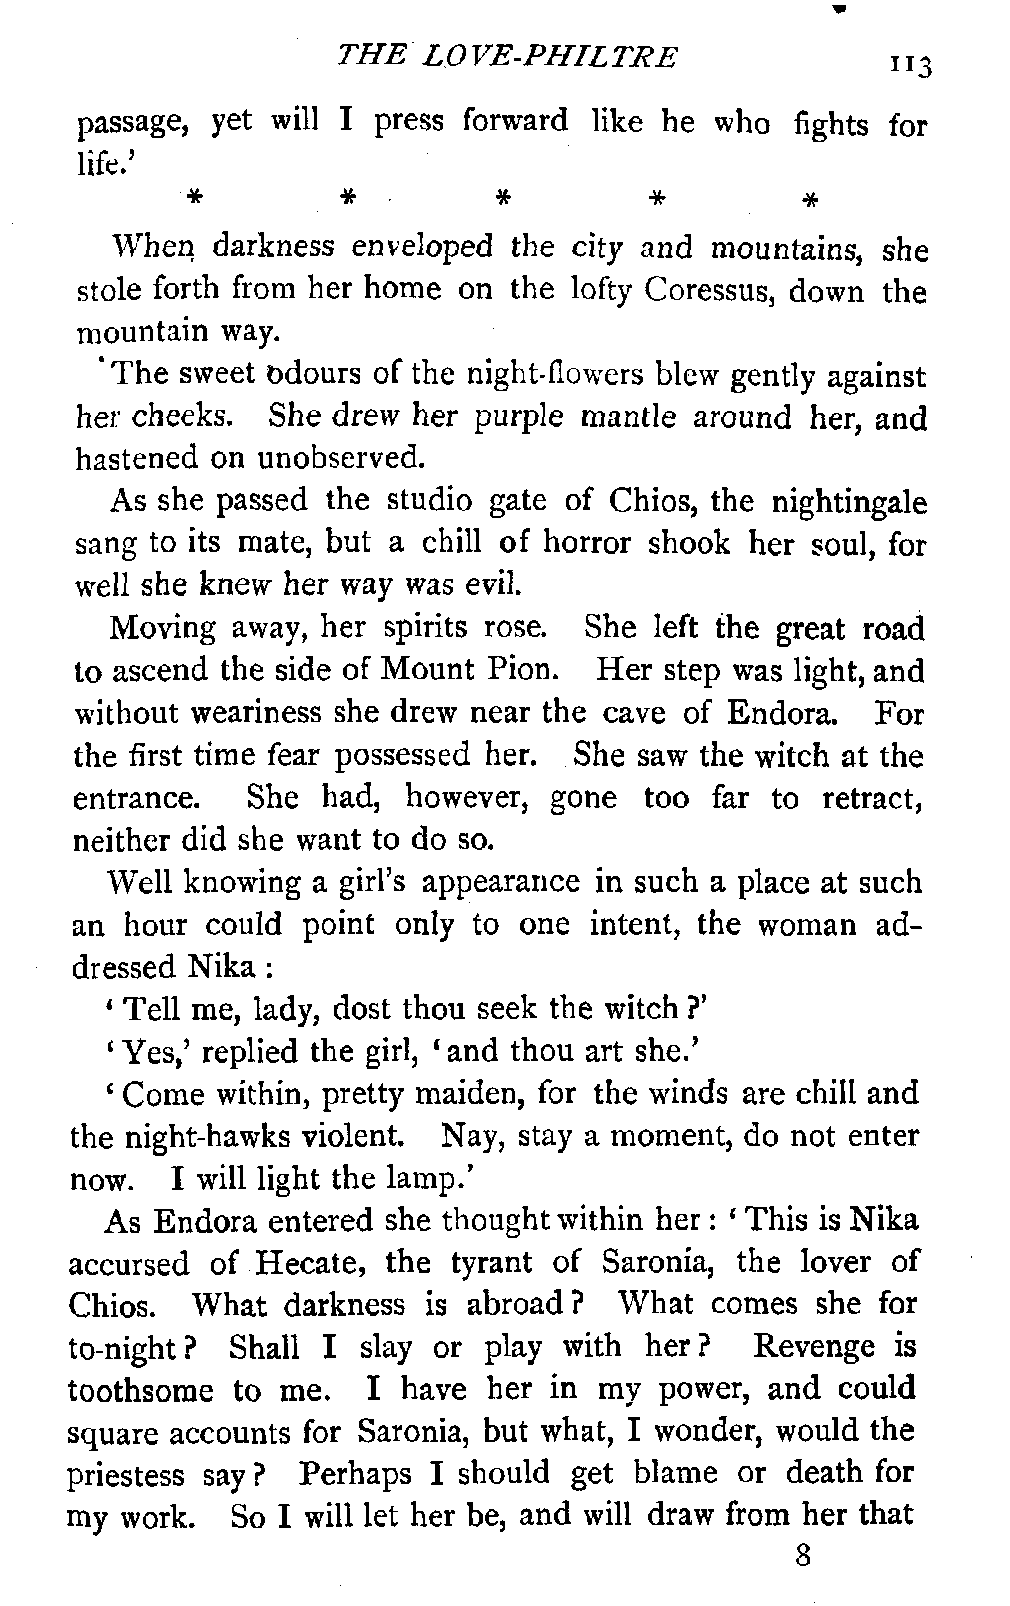 THE LOVE-PHILTRE 113
passage, yet will I press forward like he who fights for
life.'
* * * * *
When darkness enveloped the city and mountains, she
stole forth from her home on the lofty Coressus, down the
mountain way.
The sweet odours of the night-flowers blew gently against
her cheeks. She drew her purple mantle around her, and
hastened on unobserved.
As she passed the studio gate of Chios, the nightingale
sang to its mate, but a chill of horror shook her soul, for
well she knew her way was evil.
Moving away, her spirits rose. She left the great road
to ascend the side of Mount Pion. Her step was light, and
without weariness she drew near the cave of Endora. For
the first time fear possessed her. She saw the witch at the
entrance. She had, however, gone too far to retract,
neither did she want to do so.
Well knowing a girl's appearance in such a place at such
an hour could point only to one intent, the woman ad-
dressed Nika :
' Tell me, lady, dost thou seek the witch ?'
' Yes,' replied the girl, ' and thou art she.'
' Come within, pretty maiden, for the winds are chill and
the night-hawks violent. Nay, stay a moment, do not enter
now. I will light the lamp.'
As Endora entered she thought within her : ' This is Nika
accursed of Hecate, the tyrant of Saronia, the lover of
Chios. What darkness is abroad ? What comes she for
to-night ? Shall I slay or play with her ? Revenge is
toothsome to me. I have her in my power, and could
square accounts for Saronia, but what, I wonder, would the
priestess say ? Perhaps I should get blame or death for
my work. So I will let her be, and will draw from her that
8